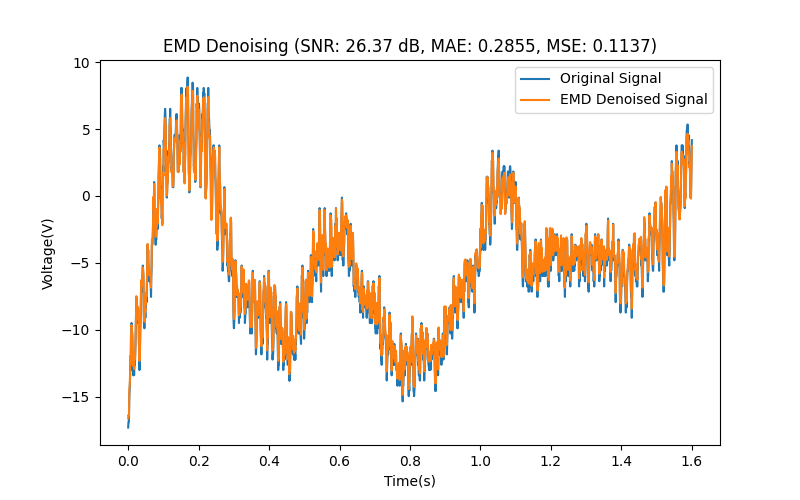 EMD Denoising (SNR: 26.37 dB, MAE: 0.2855, MSE: 0.1137)
Original Signal
EMD Denoised Signal
10
5
0
−5
−10
−15
Voltage(V)
0.0 0.2 0.4 0.6 0.8 1.0 1.2 1.4 1.6
Time(s)